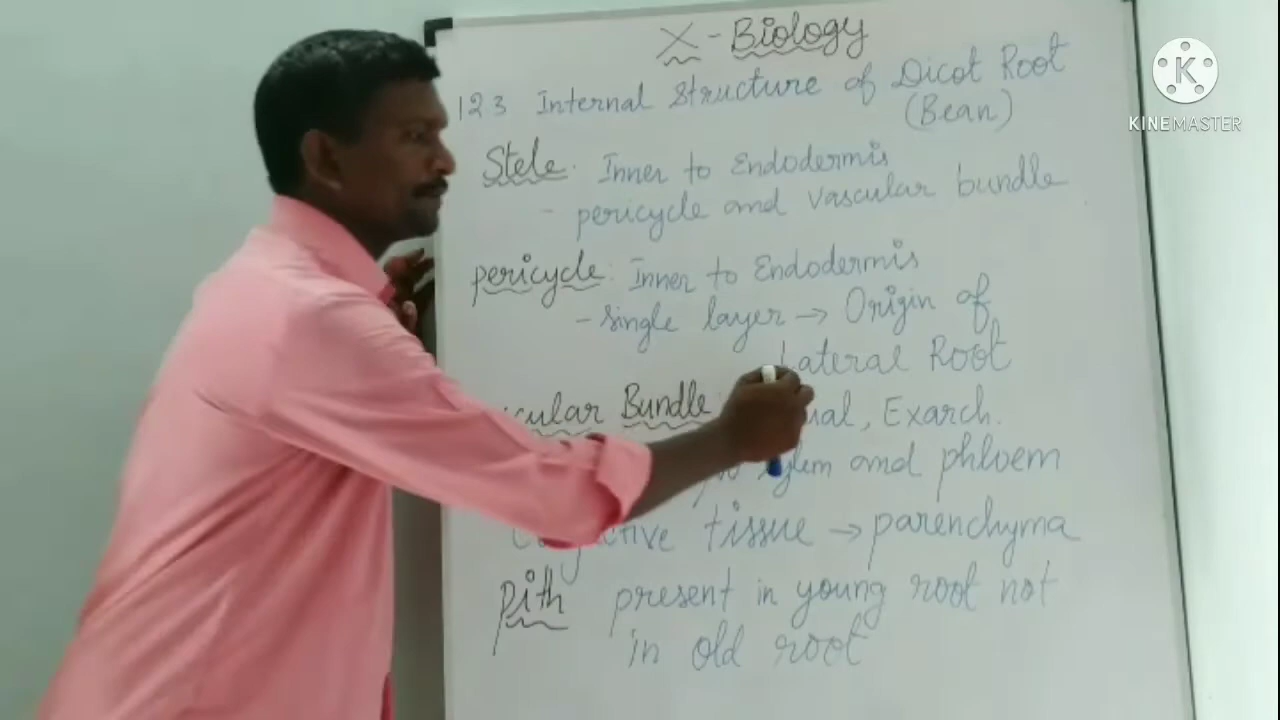 X - Biology
12 3 Internal Structure of Dicot Root
(Bean)
Stele: Inner to Endodermis
- pericycle and vascular bundle
pericycle: Inner to Endodermis
- Single layer → Origin of
Lateral Root
Bundle Exarch.
xylem and phloem
tissue → parenchyma
Pith present in young root not
in old root
K
KINEMASTER